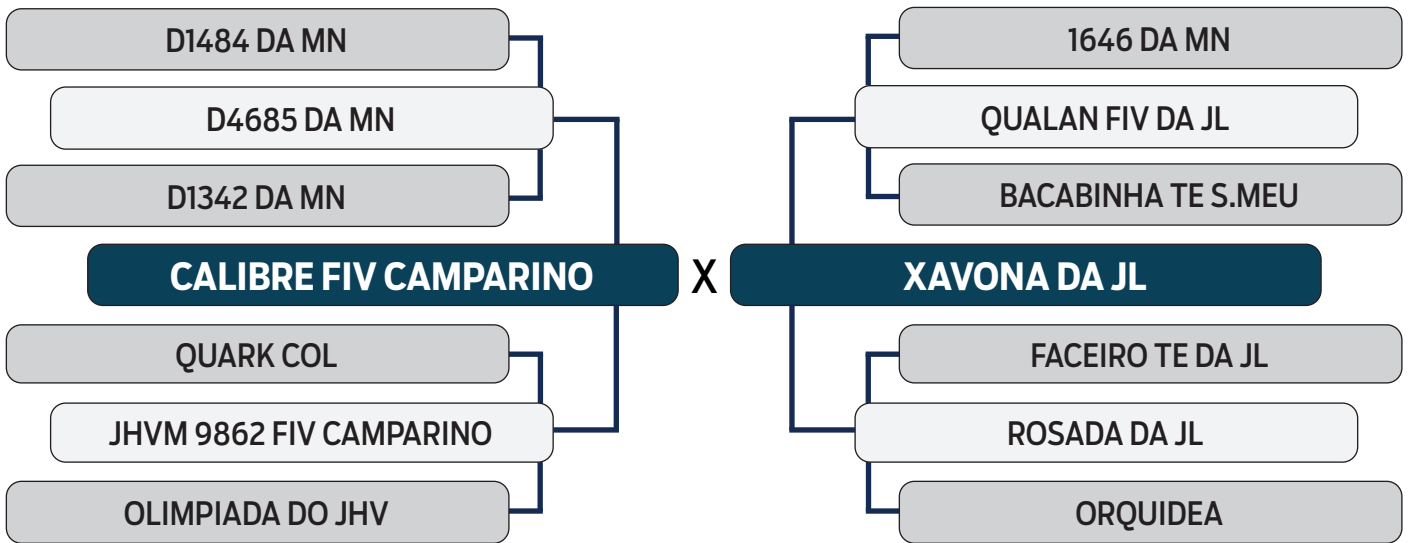 D1484 DA MN
D4685 DA MN
D1342 DA MN
CALIBRE FIV CAMPARINO
QUARK COL
JHVM 9862 FIV CAMPARINO
OLIMPIADA DO JHV
X
1646 DA MN
QUALAN FIV DA JL
BACABINHA TE S.MEU
XAVONA DA JL
FACEIRO TE DA JL
ROSADA DA JL
ORQUIDEA